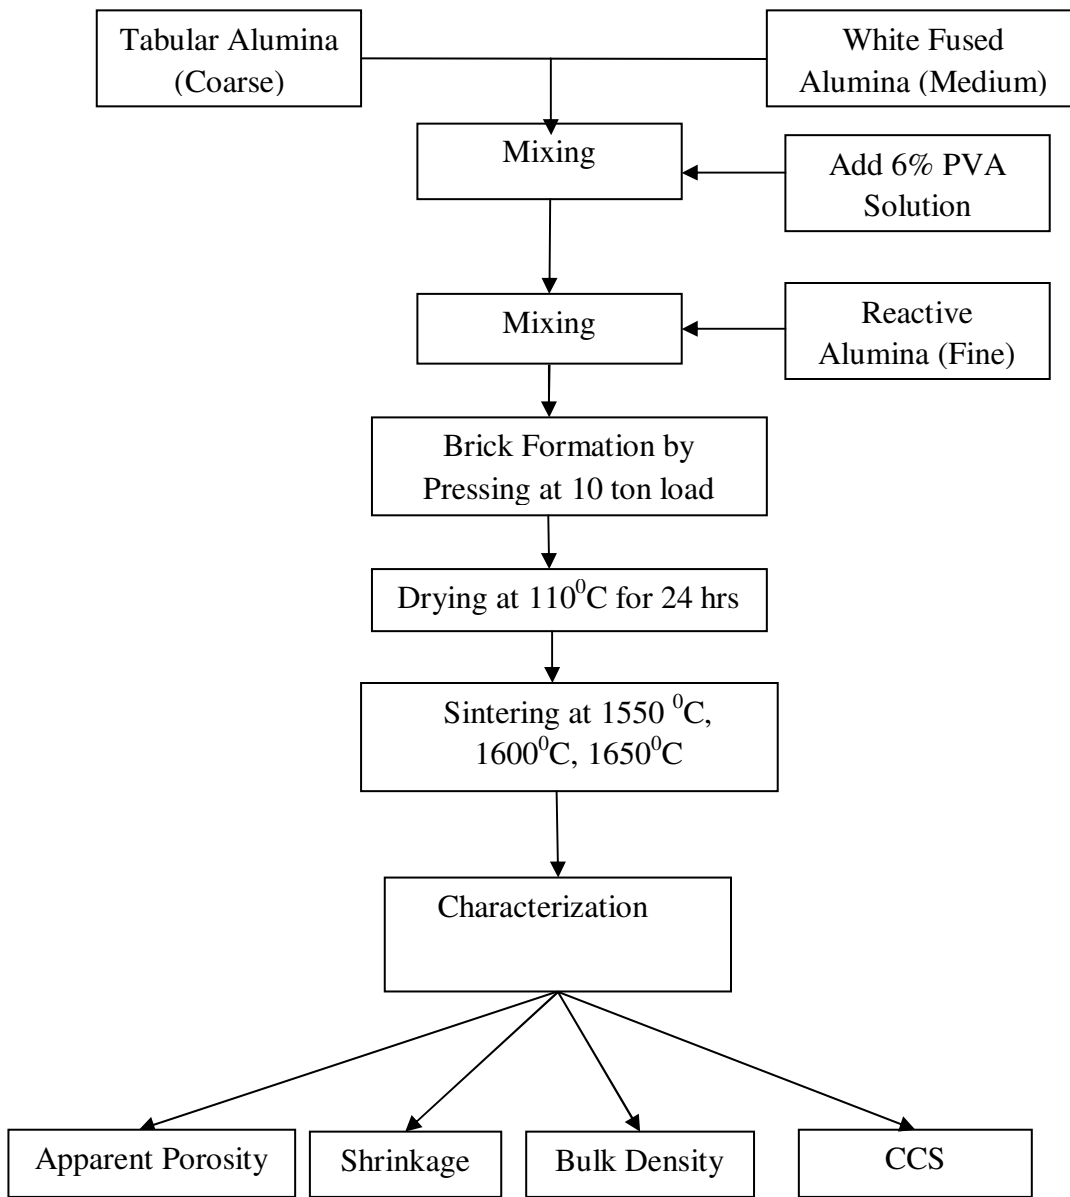 Tabular Alumina
(Coarse)
White Fused
Alumina (Medium)
Mixing
Add 6% PVA
Solution
Mixing
Reactive
Alumina (Fine)
Brick Formation by
Pressing at 10 ton load
Drying at 110⁰C for 24 hrs
Sintering at 1550 ⁰C,
1600⁰C, 1650⁰C
Characterization
Apparent Porosity
Shrinkage
Bulk Density
CCS